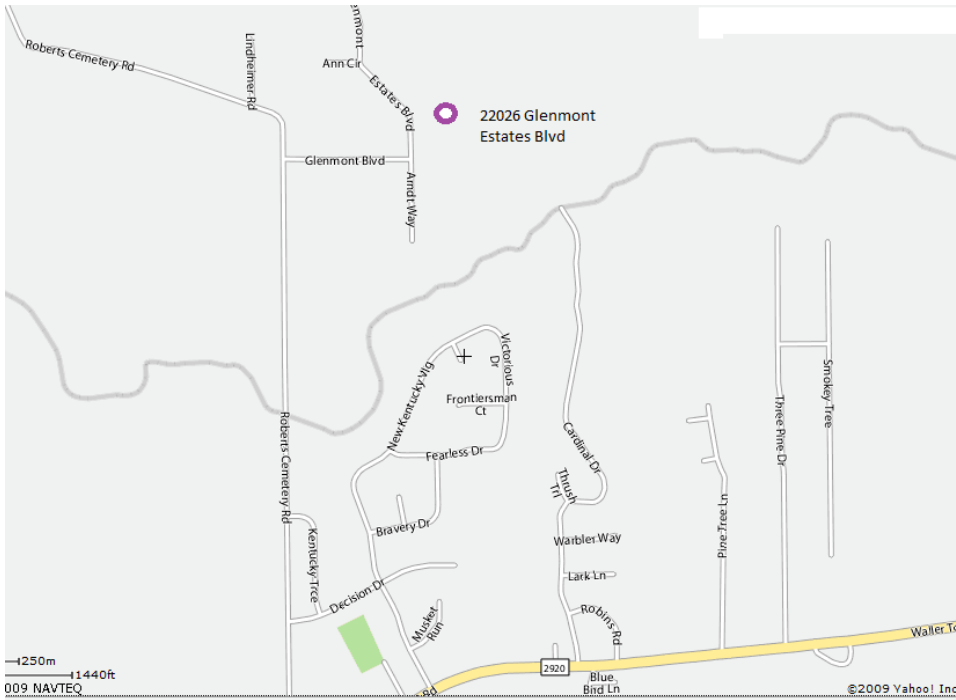 Glenmont
Estates Blvd
Roberts Cemetery Rd
Lindheimer Rd
Ann Cir
22026 Glenmont
Estates Blvd
Glenmont Blvd
Arndt Way
Victorious
Dr
New Kentucky Vlg
Frontiersman
Ct
Fearless Dr
Roberts Cemetery Rd
Cardinal Dr
Three Pine Dr
Smokey Tree
Thrush
Trl
Pine Tree Ln
Bravery Dr
Warbler Way
Kentucky Trce
Lark Ln
Decision Dr
Musket
Run
Robins Rd
Waller To
250m
1440ft
2920
Blue
Bird Ln
Rd
009 NAVTEQ
©2009 Yahoo! Inc